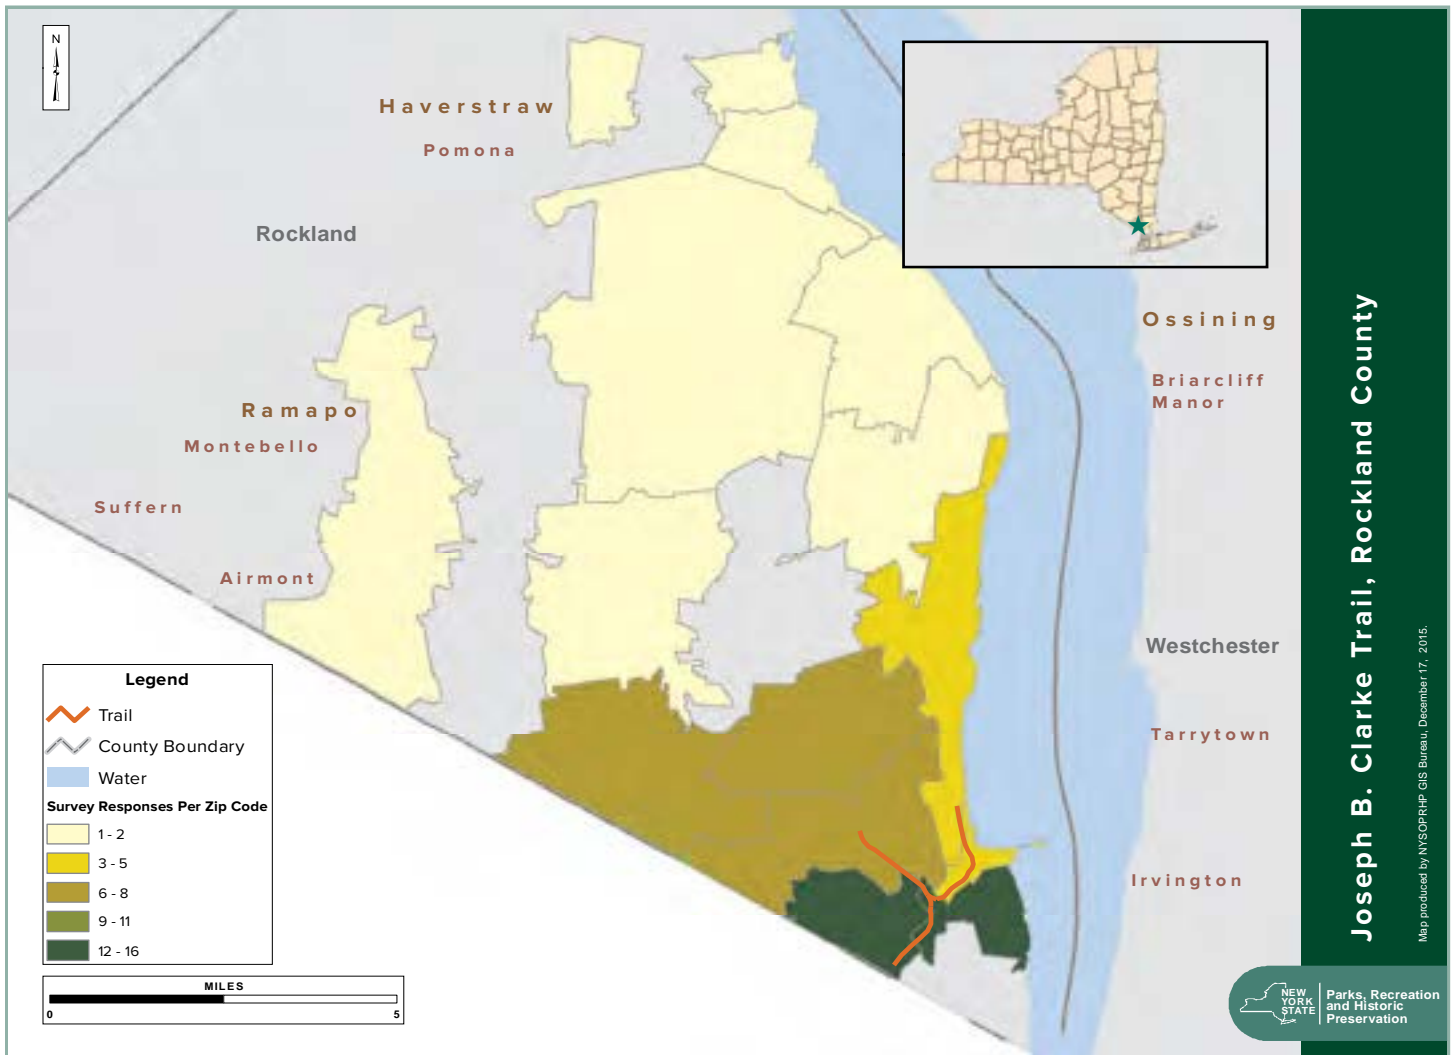 N
Haverstraw
Pomona
Rockland
Ossining
Briarcliff
Manor
Ramapo
Montebello
Suffern
Airmont
Westchester
Tarrytown
Irvington
Legend
Trail
County Boundary
Water
Survey Responses Per Zip Code
1 - 2
3 - 5
6 - 8
9 - 11
12 - 16
MILES
0 5
Joseph B. Clarke Trail, Rockland County
Map produced by NYSOPRHP GIS Bureau, December 17, 2015.
NEW
YORK
STATE
Parks, Recreation
and Historic
Preservation